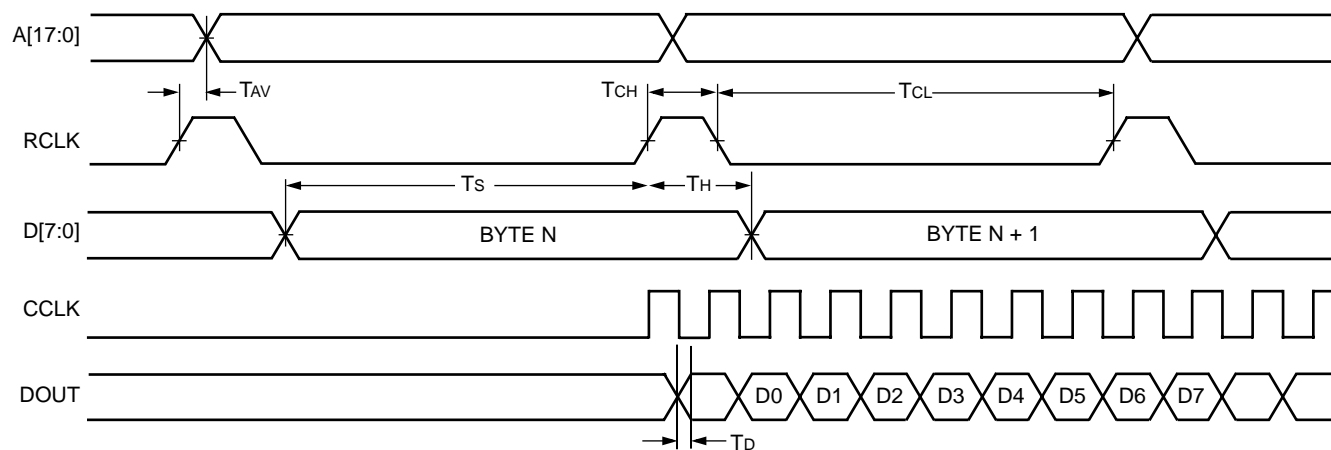 A[17:0]
TAV
TCH
TCL
RCLK
TS
TH
D[7:0]
BYTE N
BYTE N + 1
CCLK
DOUT
D0 D1 D2 D3 D4 D5 D6 D7
TD